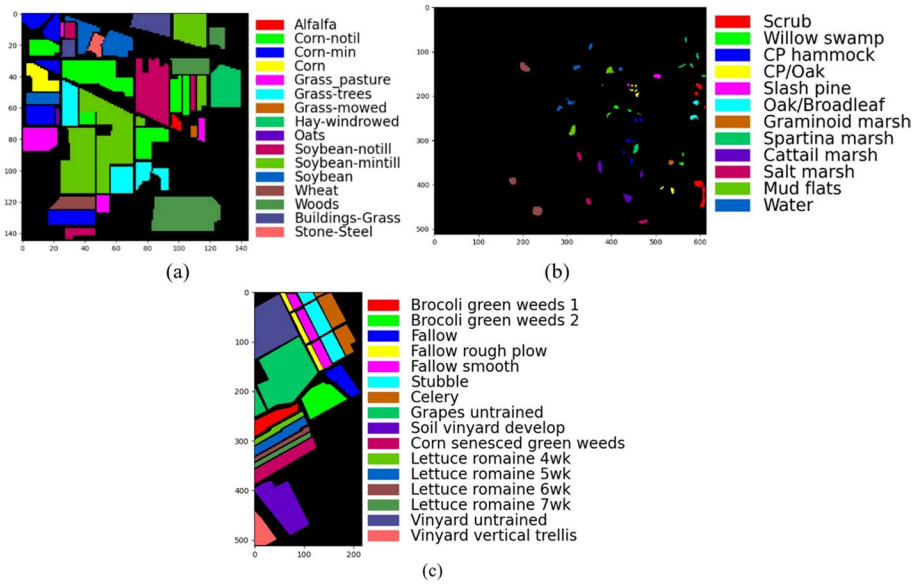 0
20
40
60
80
100
120
140
0 20 40 60 80 100 120 140
Alfalfa
Corn-notil
Corn-min
Corn
Grass_pasture
Grass-trees
Grass-mowed
Hay-windrowed
Oats
Soybean-notill
Soybean-mintill
Soybean
Wheat
Woods
Buildings-Grass
Stone-Steel
(a)
0
100
200
300
400
500
0 100 200 300 400 500 600
Scrub
Willow swamp
CP hammock
CP/Oak
Slash pine
Oak/Broadleaf
Graminoid marsh
Spartina marsh
Cattail marsh
Salt marsh
Mud flats
Water
(b)
0
100
200
300
400
500
0 100 200
Brocoli green weeds 1
Brocoli green weeds 2
Fallow
Fallow rough plow
Fallow smooth
Stubble
Celery
Grapes untrained
Soil vinyard develop
Corn senesced green weeds
Lettuce romaine 4wk
Lettuce romaine 5wk
Lettuce romaine 6wk
Lettuce romaine 7wk
Vinyard untrained
Vinyard vertical trellis
(c)